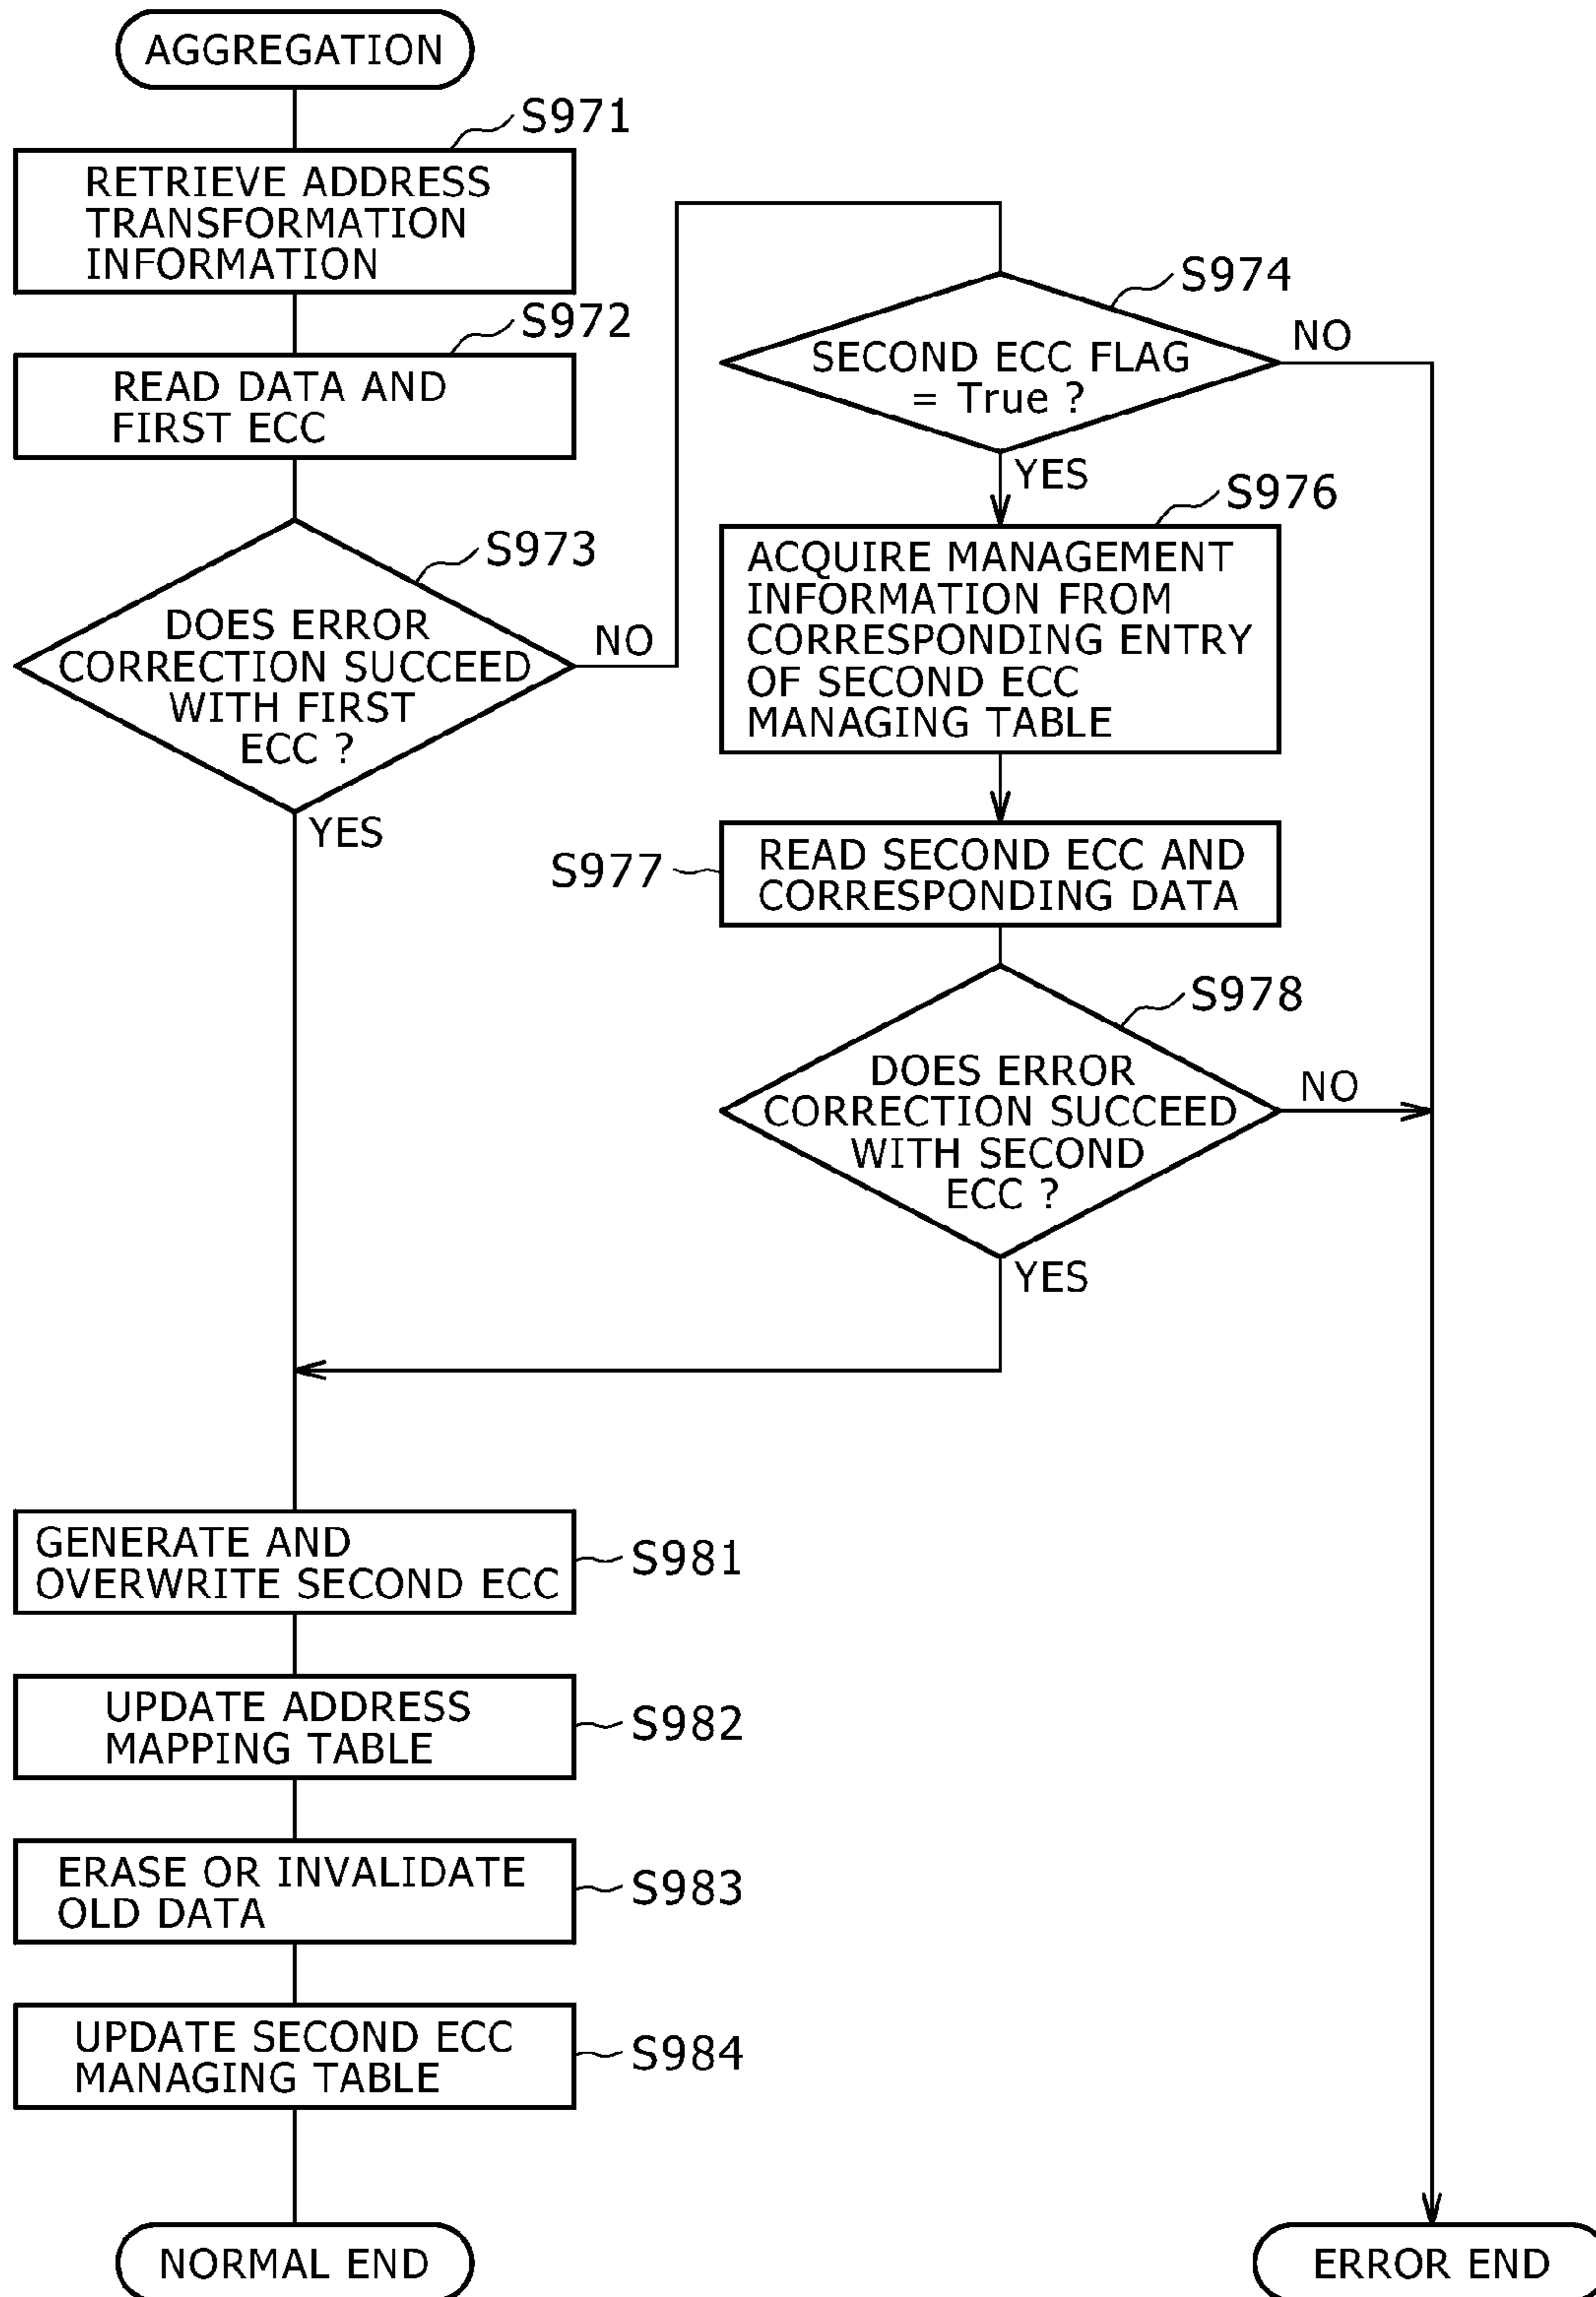 AGGREGATION
S971
RETRIEVE ADDRESS
TRANSFORMATION
INFORMATION
S972
READ DATA AND
FIRST ECC
S973
DOES ERROR
CORRECTION SUCCEED
WITH FIRST
ECC ?
NO
YES
S974
SECOND ECC FLAG
= True ?
NO
YES
S976
ACQUIRE MANAGEMENT
INFORMATION FROM
CORRESPONDING ENTRY
OF SECOND ECC
MANAGING TABLE
S977
READ SECOND ECC AND
CORRESPONDING DATA
S978
DOES ERROR
CORRECTION SUCCEED
WITH SECOND
ECC ?
NO
YES
GENERATE AND
OVERWRITE SECOND ECC
S981
UPDATE ADDRESS
MAPPING TABLE
S982
ERASE OR INVALIDATE
OLD DATA
S983
UPDATE SECOND ECC
MANAGING TABLE
S984
NORMAL END
ERROR END